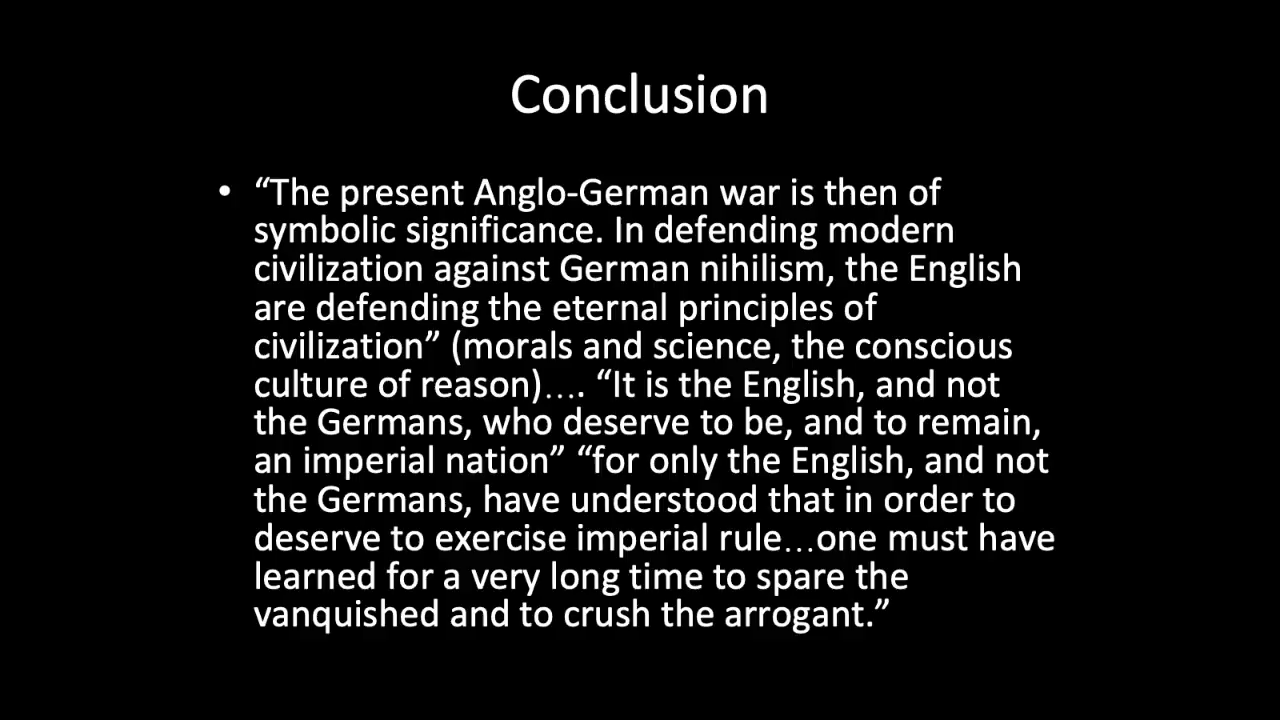 Conclusion
• “The present Anglo-German war is then of
symbolic significance. In defending modern
civilization against German nihilism, the English
are defending the eternal principles of
civilization” (morals and science, the conscious
culture of reason)…. “It is the English, and not
the Germans, who deserve to be, and to remain,
an imperial nation” “for only the English, and not
the Germans, have understood that in order to
deserve to exercise imperial rule…one must have
learned for a very long time to spare the
vanquished and to crush the arrogant.”